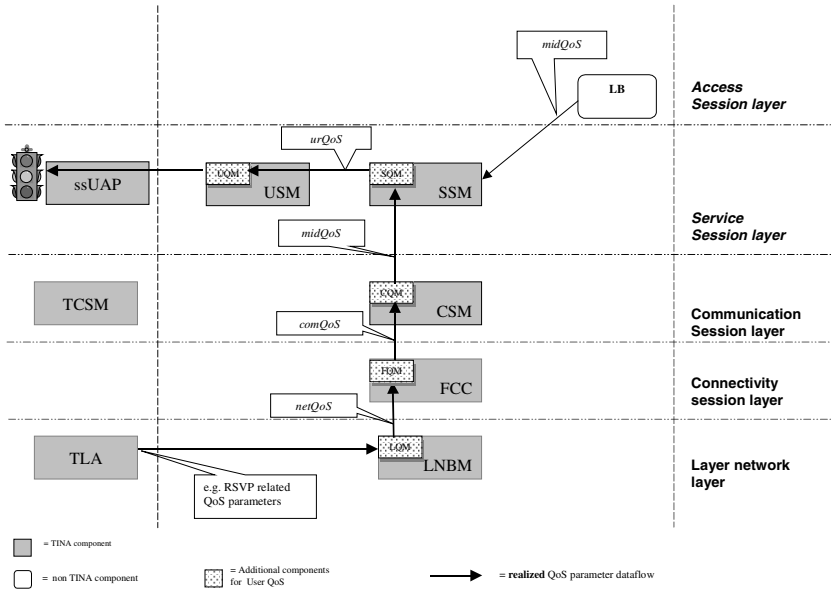 midQoS
LB
Access
Session layer
urQoS
ssUAP
UQM
USM
SQM
SSM
midQoS
Service
Session layer
TCSM
CQM
CSM
comQoS
Communication
Session layer
FQM
FCC
Connectivity
session layer
netQoS
TLA
LQM
LNBM
Layer network
layer
e.g. RSVP related
QoS parameters
= TINA component
= non TINA component
= Additional components
for User QoS
= realized QoS parameter dataflow